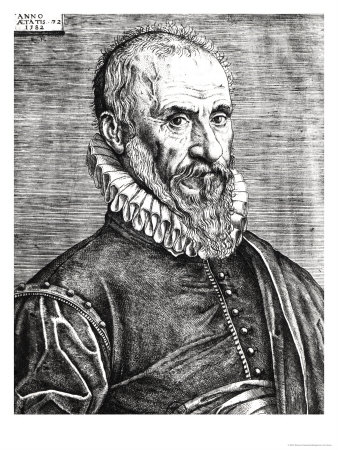 ANNO
ÆTATIS · 72
1582